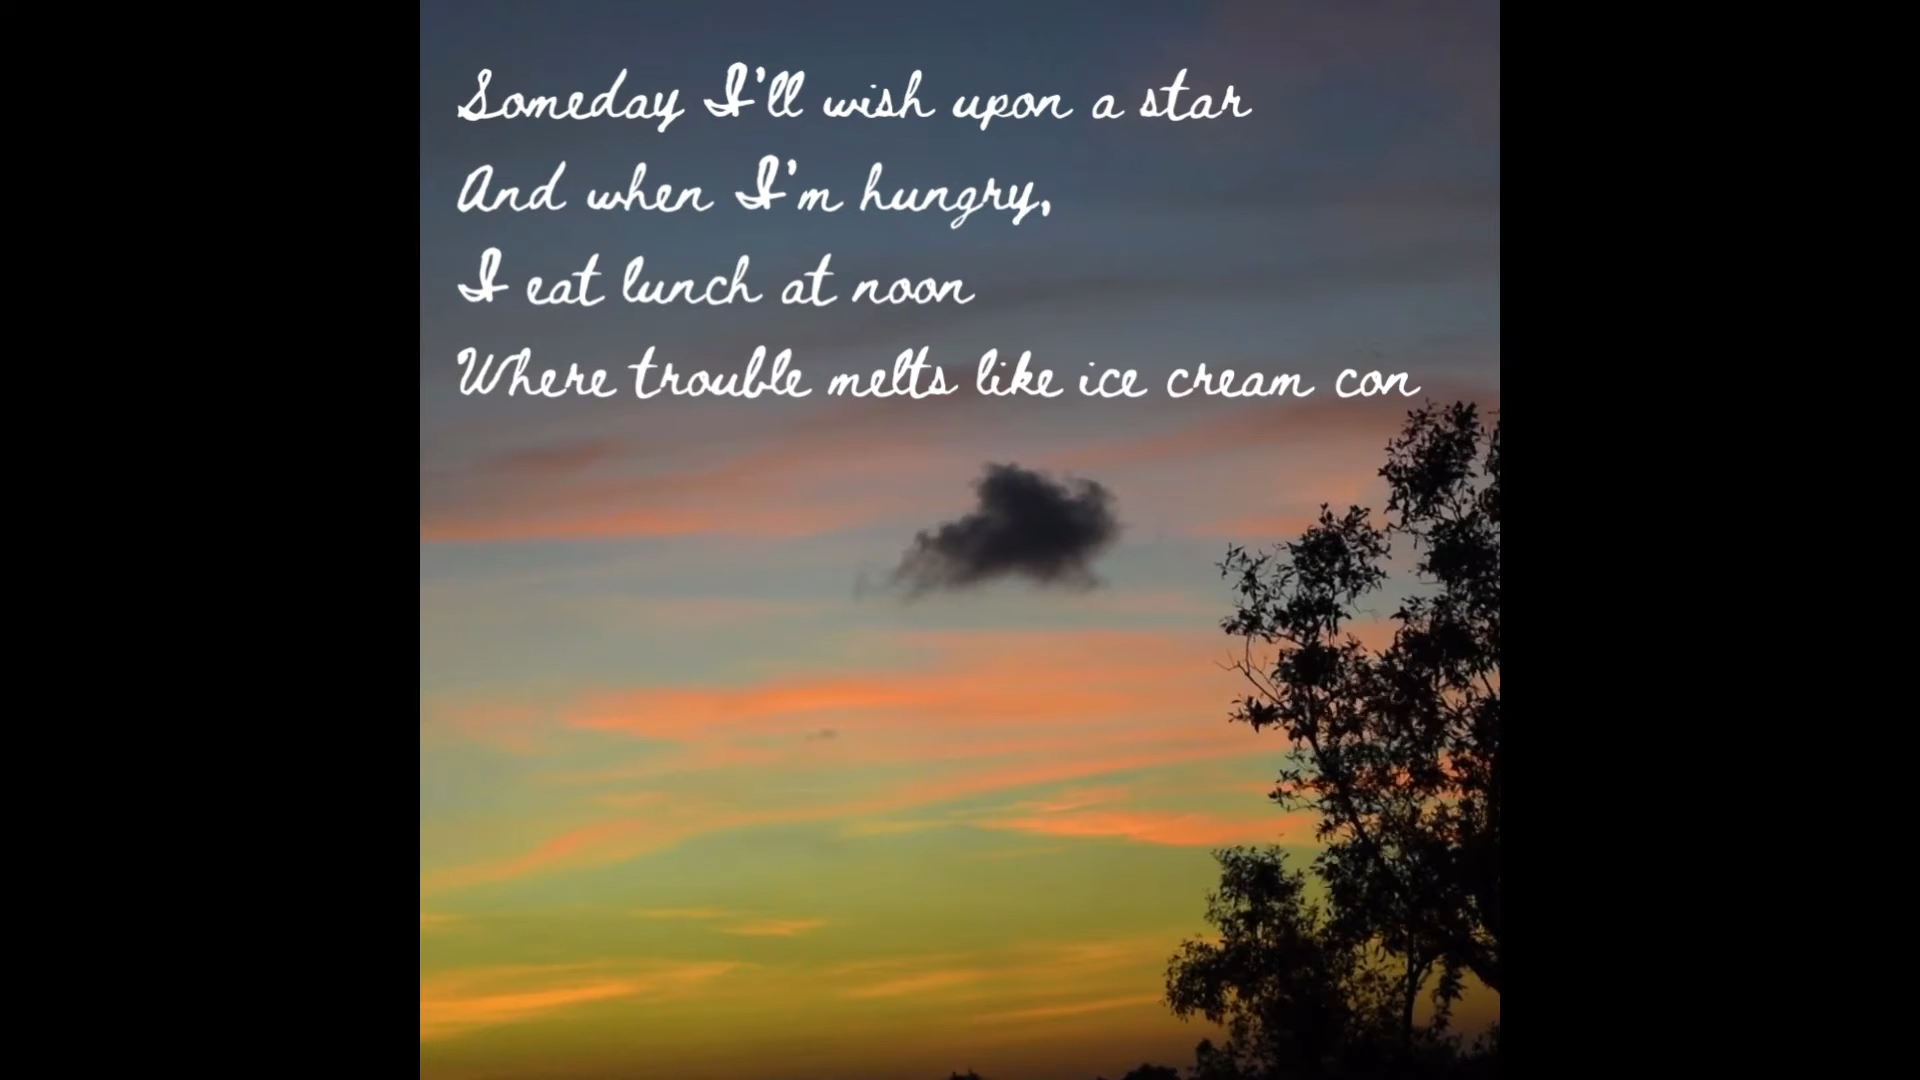 Someday I'll wish upon a star
And when I'm hungry,
I eat lunch at noon
Where trouble melts like ice cream con